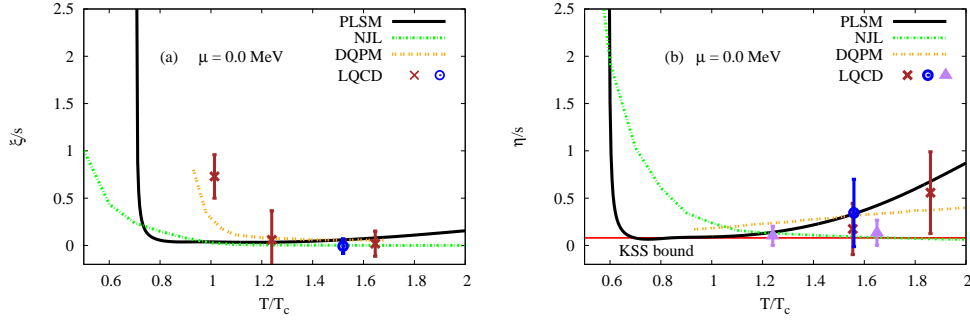 2.5
2
1.5
1
0.5
0
ξ/s
0.6
0.8
1
1.2
1.4
1.6
1.8
2
T/Tc
(a)
μ = 0.0 MeV
PLSM
NJL
DQPM
LQCD
2.5
2
1.5
1
0.5
0
η/s
0.6
0.8
1
1.2
1.4
1.6
1.8
2
T/Tc
(b)
μ = 0.0 MeV
PLSM
NJL
DQPM
LQCD
KSS bound